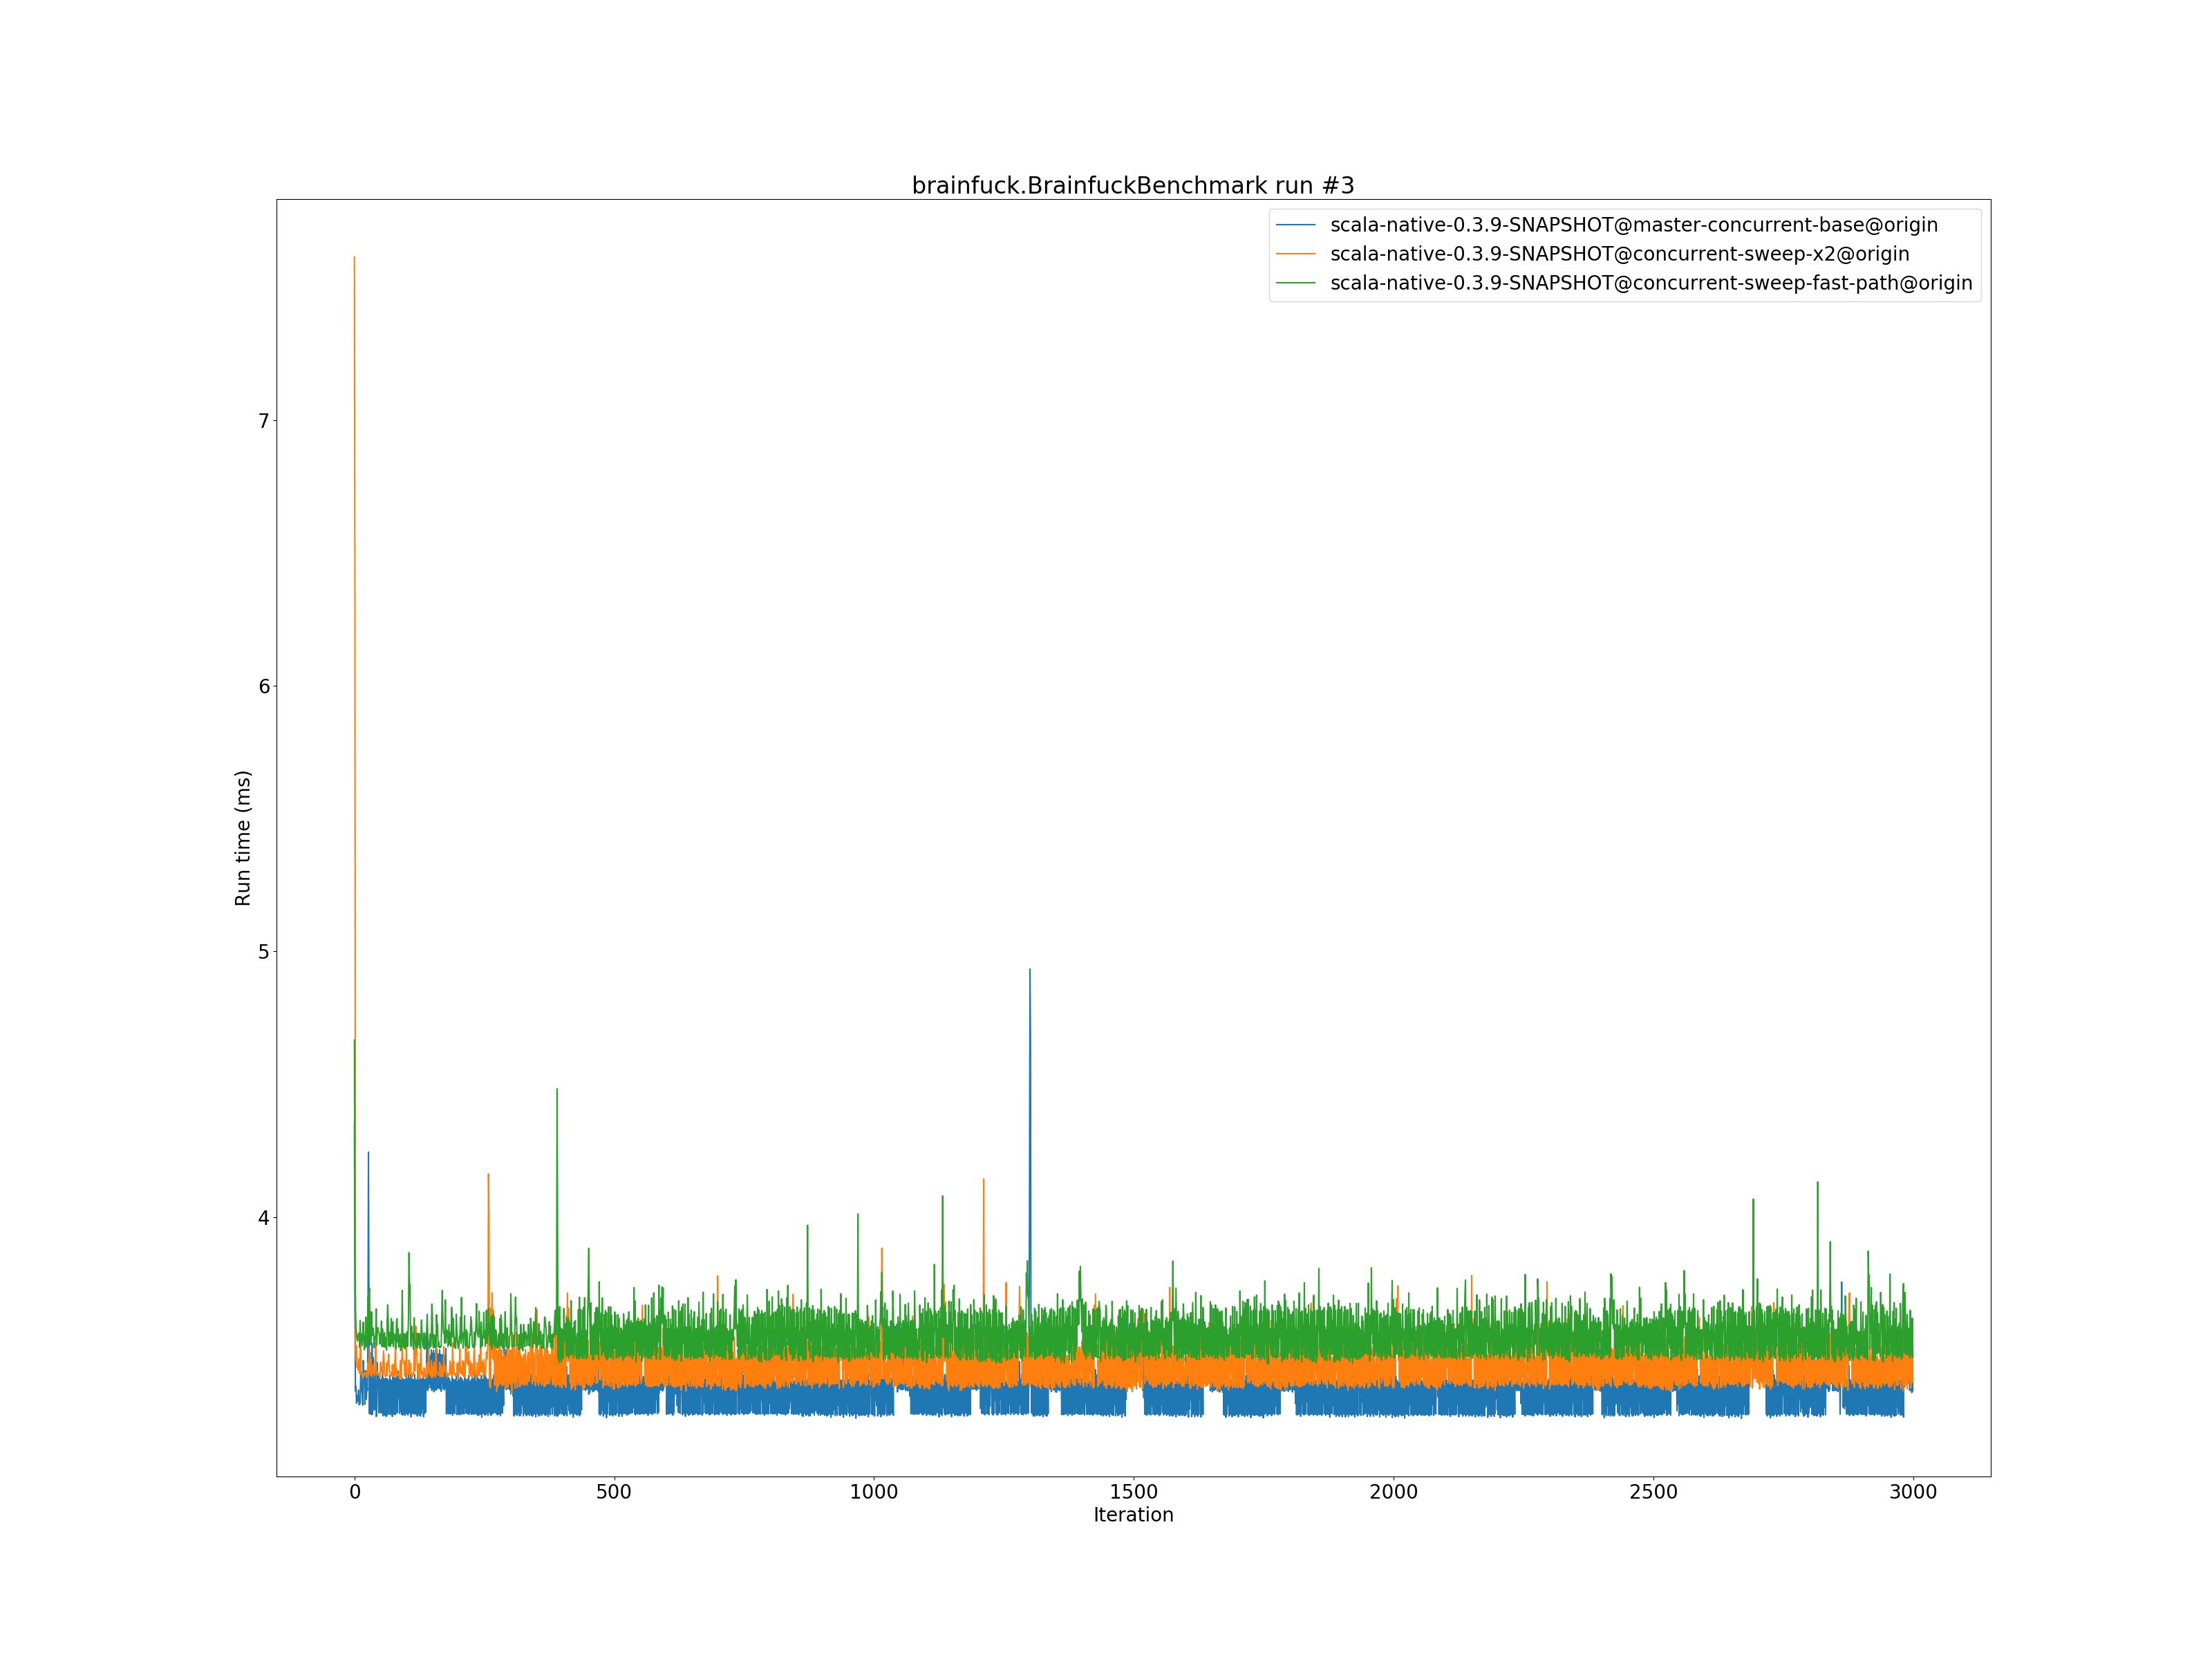 brainfuck.BrainfuckBenchmark run #3
scala-native-0.3.9-SNAPSHOT@master-concurrent-base@origin
scala-native-0.3.9-SNAPSHOT@concurrent-sweep-x2@origin
scala-native-0.3.9-SNAPSHOT@concurrent-sweep-fast-path@origin
7
6
5
4
Run time (ms)
0 500 1000 1500 2000 2500 3000
Iteration